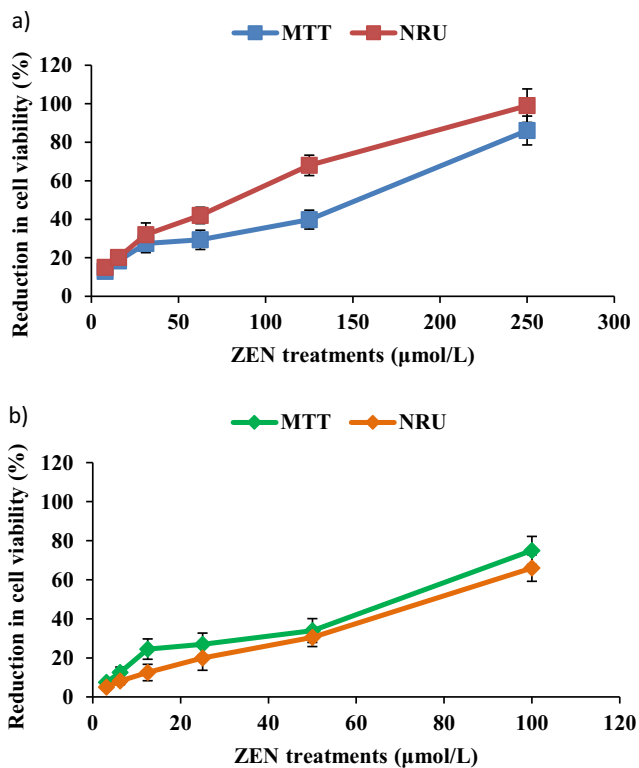 a)
MTT NRU
Reduction in cell viability (%)
120
100
80
60
40
20
0
0 50 100 150 200 250 300
ZEN treatments (µmol/L)
b)
MTT NRU
Reduction in cell viability (%)
120
100
80
60
40
20
0
0 20 40 60 80 100 120
ZEN treatments (µmol/L)